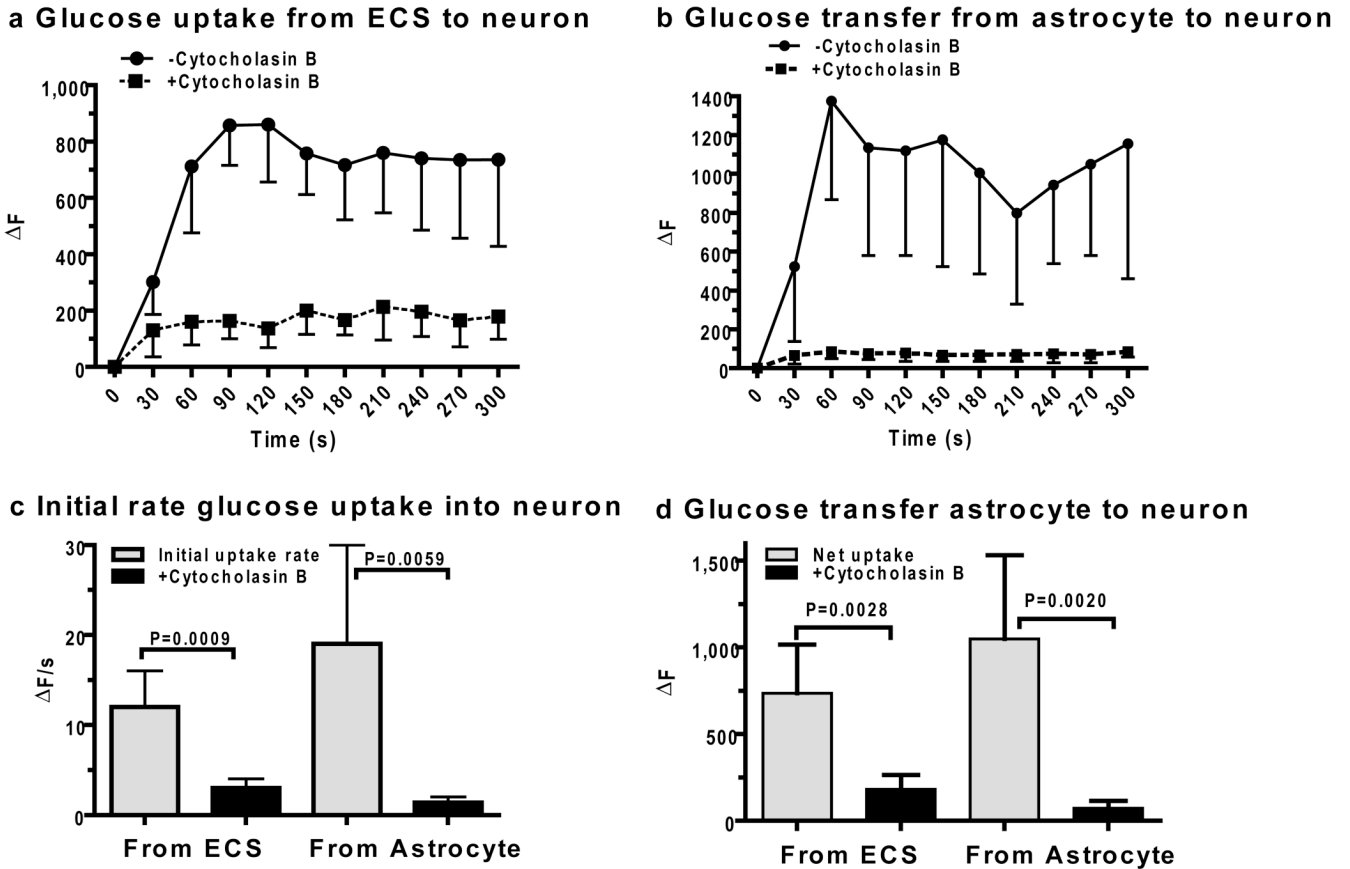 a Glucose uptake from ECS to neuron
-Cytocholasin B
+Cytocholasin B
1,000
800
600
400
200
0
ΔF
0 30 60 90 120 150 180 210 240 270 300
Time (s)
b Glucose transfer from astrocyte to neuron
-Cytocholasin B
+Cytocholasin B
1400
1200
1000
800
600
400
200
0
ΔF
0 30 60 90 120 150 180 210 240 270 300
Time (s)
c Initial rate glucose uptake into neuron
Initial uptake rate
+Cytocholasin B
30
20
10
0
ΔF/s
P=0.0009
P=0.0059
From ECS From Astrocyte
d Glucose transfer astrocyte to neuron
Net uptake
+Cytocholasin B
1,500
1,000
500
0
ΔF
P=0.0028
P=0.0020
From ECS From Astrocyte